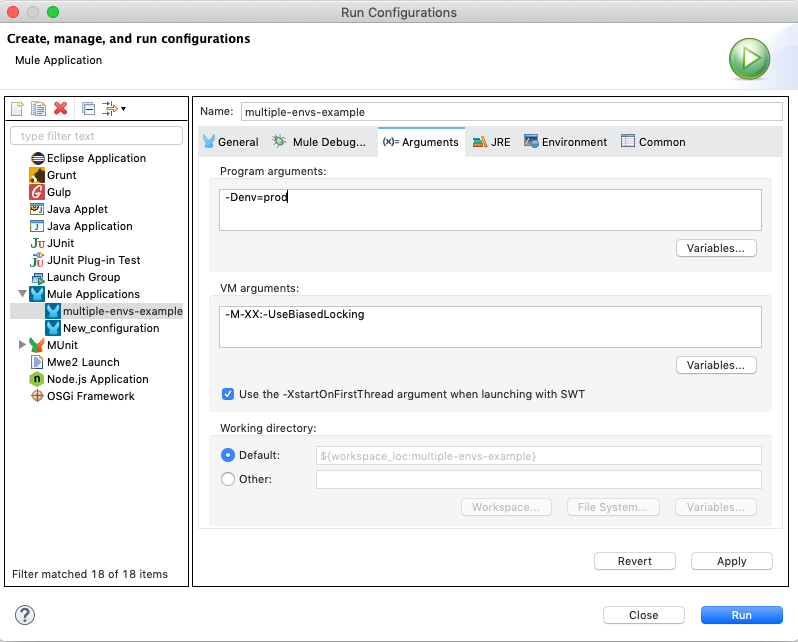 Run Configurations
Create, manage, and run configurations
Mule Application
type filter text
Eclipse Application
Grunt
Gulp
Java Applet
Java Application
JUnit
JUnit Plug-in Test
Launch Group
Mule Applications
multiple-envs-example
New_configuration
MUnit
Mwe2 Launch
Node.js Application
OSGi Framework
Filter matched 18 of 18 items
Name: multiple-envs-example
General Mule Debug... (x)= Arguments JRE Environment Common
Program arguments:
-Denv=prod
Variables...
VM arguments:
-M-XX:-UseBiasedLocking
Variables...
Use the -XstartOnFirstThread argument when launching with SWT
Working directory:
Default: ${workspace_loc:multiple-envs-example}
Other:
Workspace... File System... Variables...
Revert Apply
? Close Run